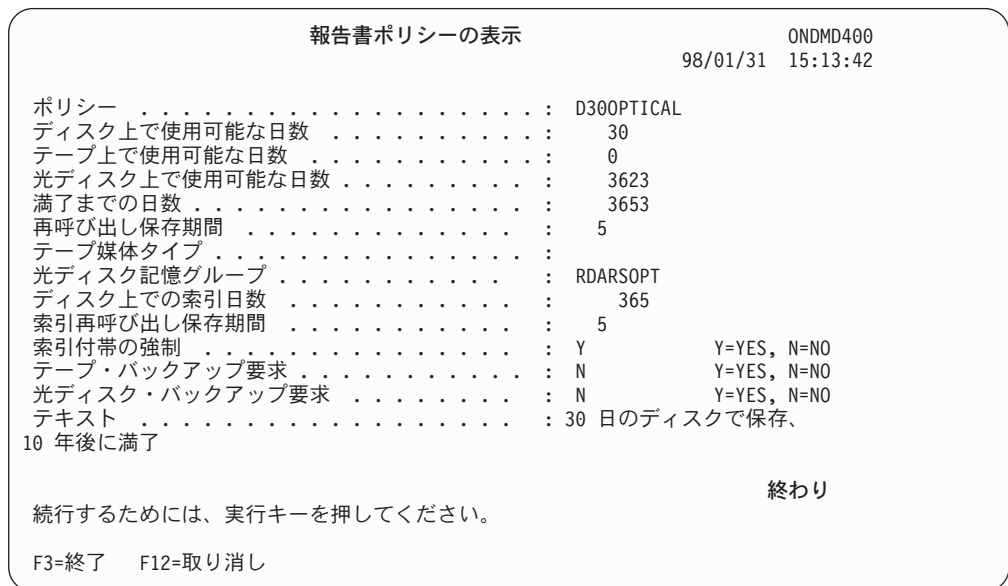 報告書ポリシーの表示 ONDMD400
98/01/31 15:13:42
ポリシー . . . . . . . . . . . . . . . . . . . : D30OPTICAL
ディスク上で使用可能な日数 . . . . . . . . . . : 30
テープ上で使用可能な日数 . . . . . . . . . . . : 0
光ディスク上で使用可能な日数 . . . . . . . . . : 3623
満了までの日数 . . . . . . . . . . . . . . . . : 3653
再呼び出し保存期間 . . . . . . . . . . . . . : 5
テープ媒体タイプ . . . . . . . . . . . . . . . :
光ディスク記憶グループ . . . . . . . . . . . : RDARSOPT
ディスク上での索引日数 . . . . . . . . . . . : 365
索引再呼び出し保存期間 . . . . . . . . . . . : 5
索引付帯の強制 . . . . . . . . . . . . . . . : Y Y=YES, N=NO
テープ・バックアップ要求 . . . . . . . . . . . : N Y=YES, N=NO
光ディスク・バックアップ要求 . . . . . . . . : N Y=YES, N=NO
テキスト . . . . . . . . . . . . . . . . . . : 30 日のディスクで保存、
10 年後に満了
終わり
続行するためには、実行キーを押してください。
F3=終了 F12=取り消し